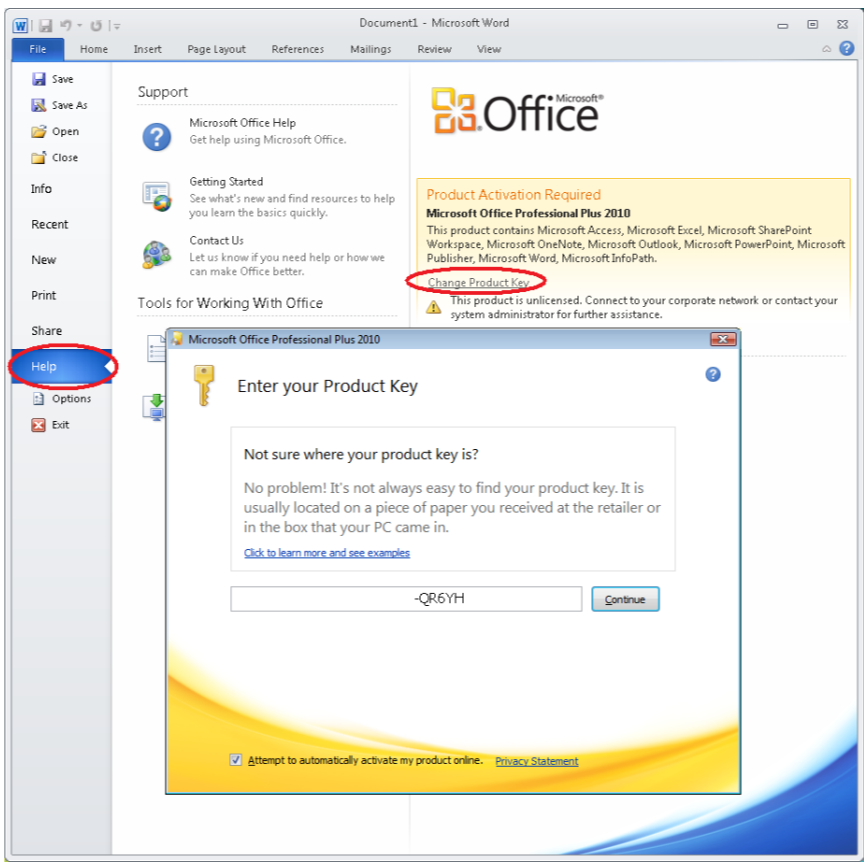 Document1 - Microsoft Word
File Home Insert Page Layout References Mailings Review View
Save
Save As
Open
Close
Info
Recent
New
Print
Share
Help
Options
Exit
Support
Microsoft Office Help
Get help using Microsoft Office.
Getting Started
See what's new and find resources to help
you learn the basics quickly.
Contact Us
Let us know if you need help or how we
can make Office better.
Tools for Working With Office
Microsoft®
Office
Product Activation Required
Microsoft Office Professional Plus 2010
This product contains Microsoft Access, Microsoft Excel, Microsoft SharePoint
Workspace, Microsoft OneNote, Microsoft Outlook, Microsoft PowerPoint, Microsoft
Publisher, Microsoft Word, Microsoft InfoPath.
Change Product Key
This product is unlicensed. Connect to your corporate network or contact your
system administrator for further assistance.
Microsoft Office Professional Plus 2010
Enter your Product Key
Not sure where your product key is?
No problem! It's not always easy to find your product key. It is
usually located on a piece of paper you received at the retailer or
in the box that your PC came in.
Click to learn more and see examples
-QR6YH
Continue
Attempt to automatically activate my product online. Privacy Statement